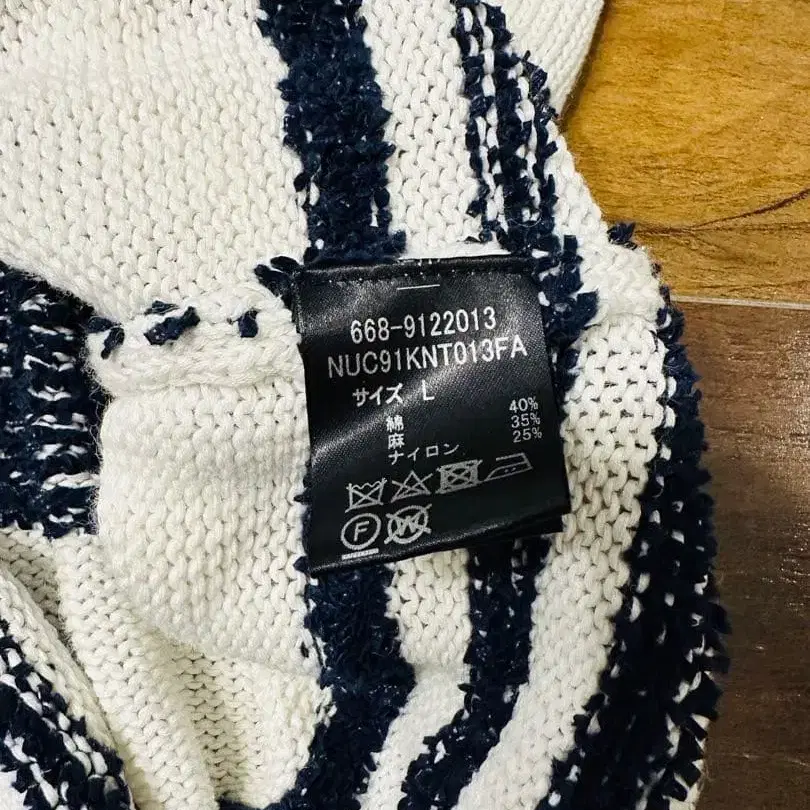 668-9122013
NUC91KNT013FA
サイズ L
綿 40%
麻 35%
ナイロン 25%
F W